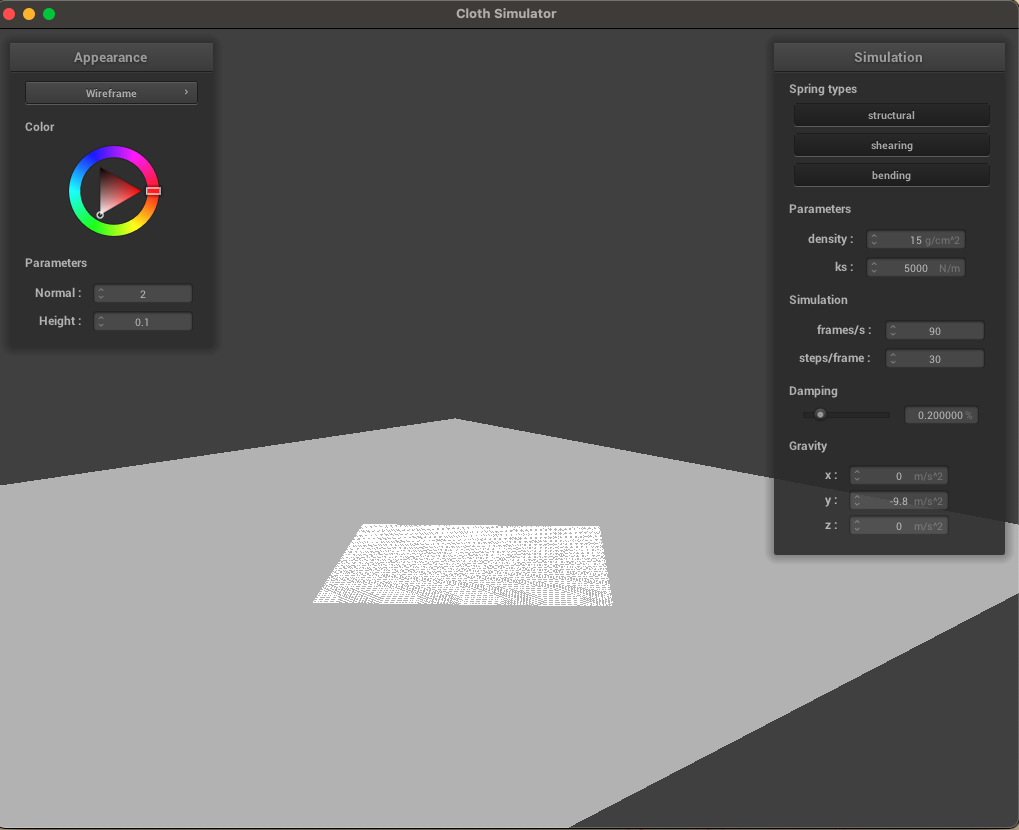 Cloth Simulator
Appearance
Wireframe
Color
Parameters
Normal : 2
Height : 0.1
Simulation
Spring types
structural
shearing
bending
Parameters
density : 15 g/cm^2
ks : 5000 N/m
Simulation
frames/s : 90
steps/frame : 30
Damping
0.200000 %
Gravity
x : 0 m/s^2
y : -9.8 m/s^2
z : 0 m/s^2